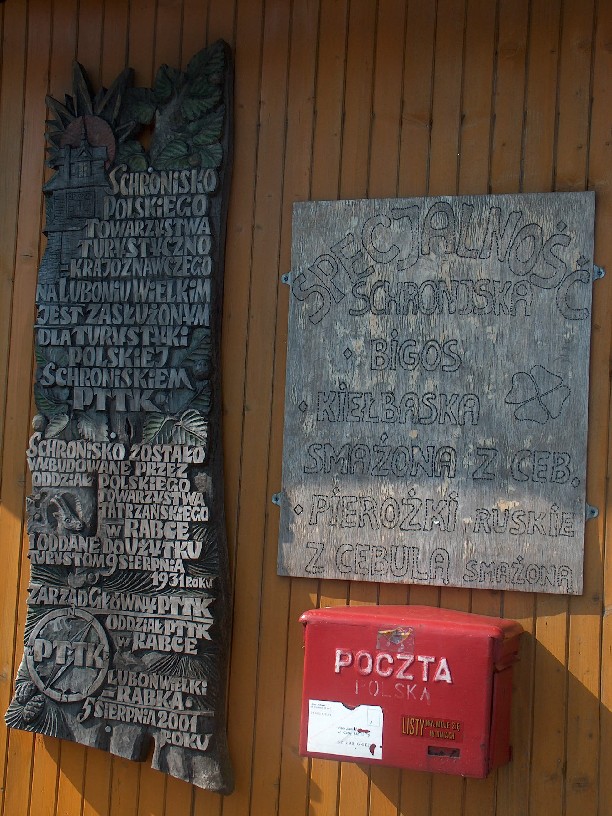 SCHRONISKO
POLSKIEGO
TOWARZYSTWA
TURYSTYCZNO
KRAJOZNAWCZEGO
NA LUBONIU WIELKIM
JEST ZASŁUŻONYM
DLA TURYSTYKI
POLSKIEJ
SCHRONISKIEM
PTTK
SCHRONISKO ZOSTAŁO
WYBUDOWANE PRZEZ
ODDZIAŁ POLSKIEGO
TOWARZYSTWA
TATRZAŃSKIEGO
W RABCE
I ODDANE DO UŻYTKU
TURYSTOM 9 SIERPNIA
1931 ROKU
ZARZĄD GŁÓWNY PTTK
ODDZIAŁ PTTK
W RABCE
PTTK
LUBOŃ WIELKI
RABKA
5 SIERPNIA 2001
ROKU
SPECJALNOŚĆ
SCHRONISKA
• BIGOS
• KIEŁBASKA
SMAŻONA Z CEB.
• PIEROŻKI RUSKIE
Z CEBULĄ SMAŻONĄ
POCZTA
POLSKA
LISTY